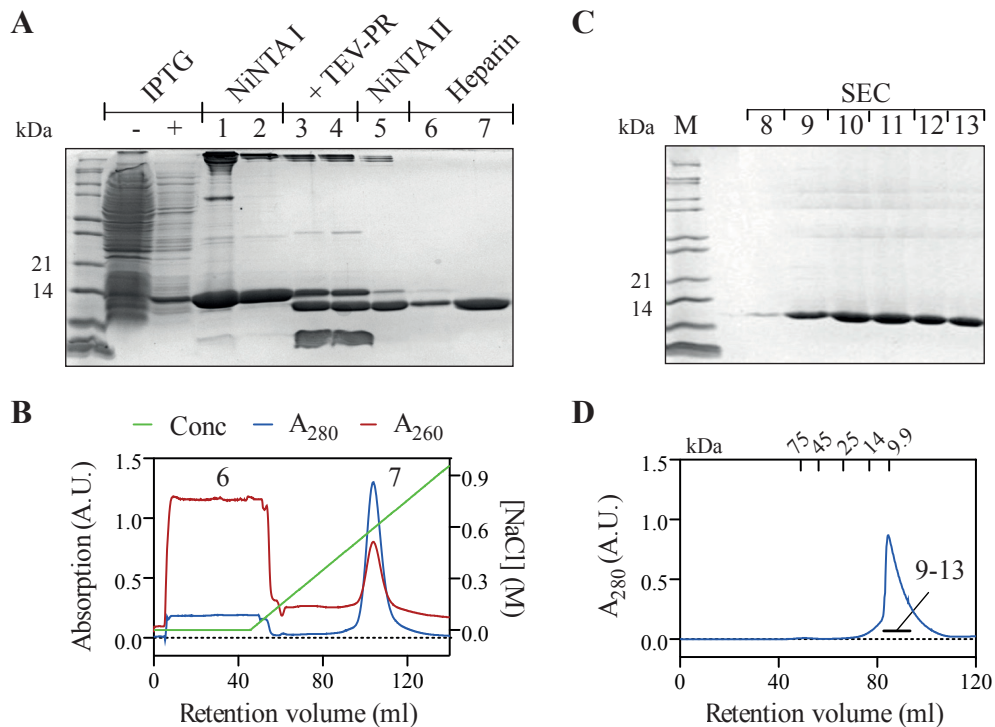 A
IPTG NiNTA I + TEV-PR NiNTA II Heparin
kDa - + 1 2 3 4 5 6 7
21
14
C
SEC
kDa M 8 9 10 11 12 13
21
14
B
Conc A280 A260
1.5
1.0
0.5
0.0
Absorption (A.U.)
6 7
0.9
0.6
0.3
0.0
[NaCl] (M)
0 40 80 120
Retention volume (ml)
D
kDa 75 45 25 14 9.9
1.5
1.0
0.5
0.0
A280 (A.U.)
9-13
0 40 80 120
Retention volume (ml)